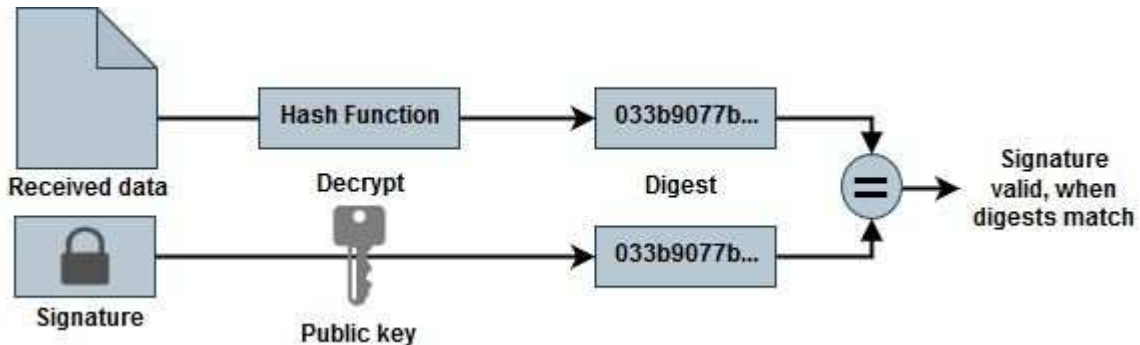 Hash Function
033b9077b...
Received data
Decrypt
Digest
=
Signature
valid, when
digests match
033b9077b...
Signature
Public key